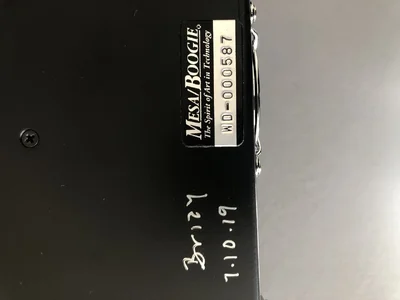 MESA/BOOGIE
The Spirit of Art in Technology
WD-000587
7.10.19